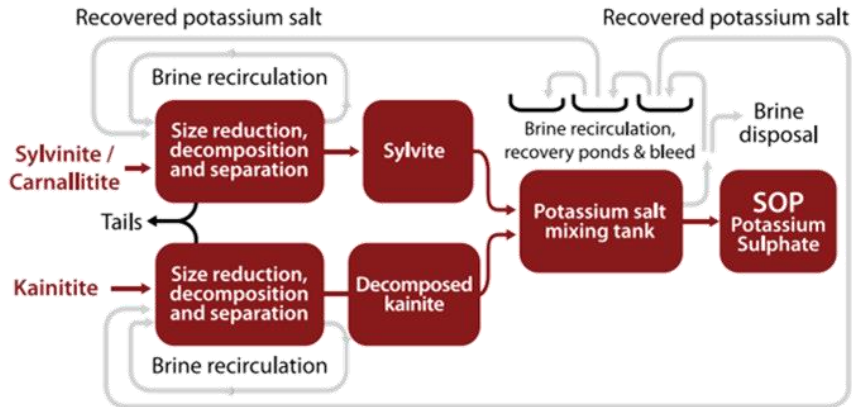 Recovered potassium salt
Recovered potassium salt
Brine recirculation
Size reduction,
decomposition
and separation
Sylvite
Brine recirculation,
recovery ponds & bleed
Brine
disposal
Sylvinite /
Carnallitite
Tails
Potassium salt
mixing tank
SOP
Potassium
Sulphate
Kainitite
Size reduction,
decomposition
and separation
Decomposed
kainite
Brine recirculation